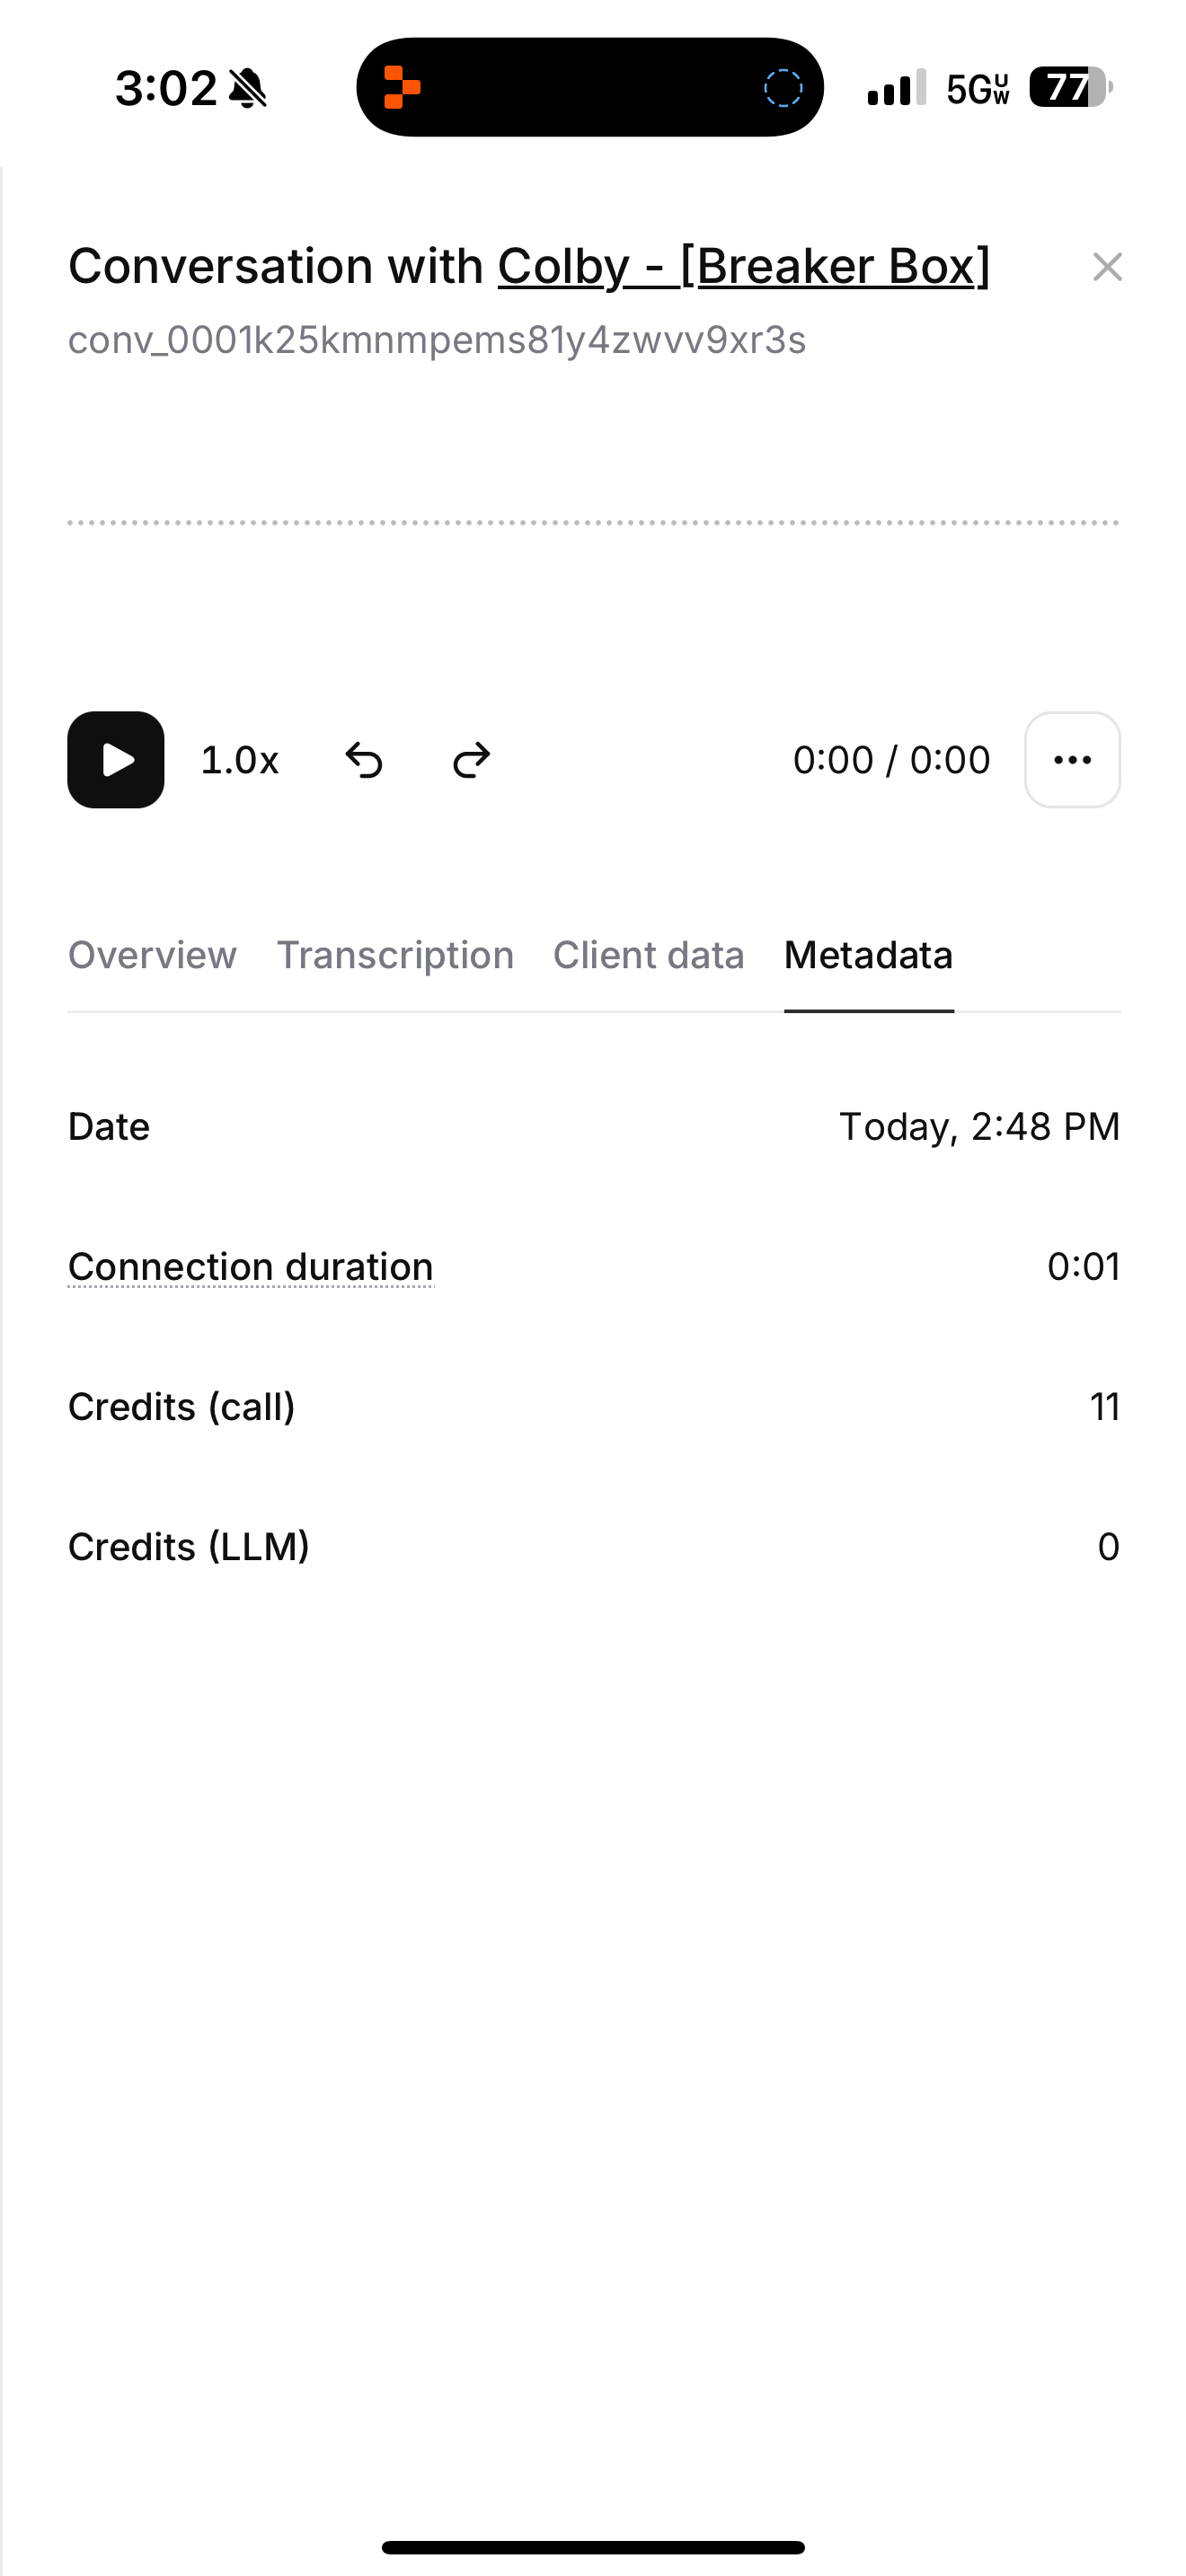 3:02
5G UW
77
Conversation with Colby - [Breaker Box]
conv_0001k25kmnmpems81y4zwvv9xr3s
1.0x
0:00 / 0:00
Overview Transcription Client data Metadata
Date Today, 2:48 PM
Connection duration 0:01
Credits (call) 11
Credits (LLM) 0